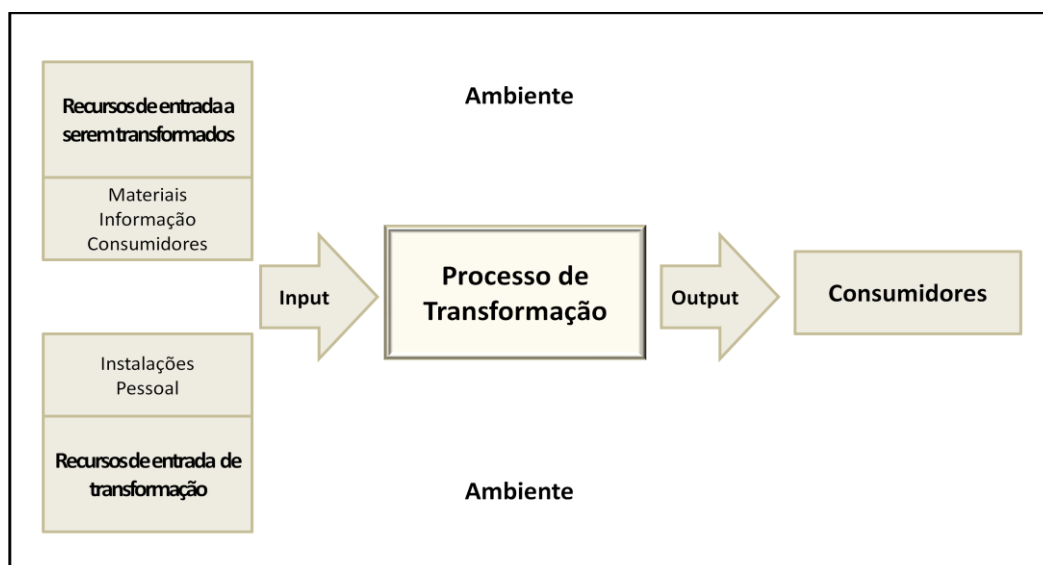 Ambiente
Recursos de entrada a
serem transformados
Materiais
Informação
Consumidores
Input
Processo de
Transformação
Output
Consumidores
Instalações
Pessoal
Recursos de entrada de
transformação
Ambiente